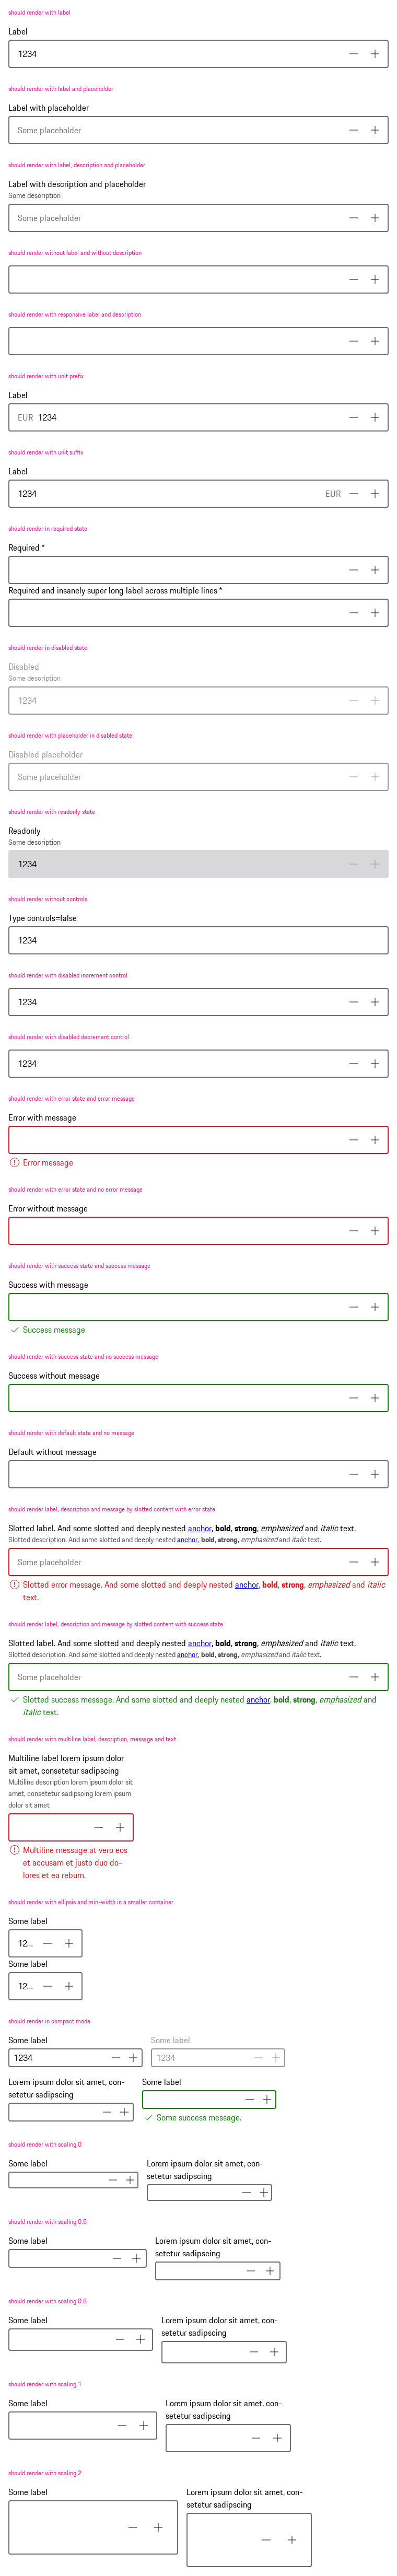 should render with label
Label
1234
should render with label and placeholder
Label with placeholder
Some placeholder
should render with label, description and placeholder
Label with description and placeholder
Some description
Some placeholder
should render without label and without description
should render with responsive label and description
should render with unit prefix
Label
EUR 1234
should render with unit suffix
Label
1234 EUR
should render in required state
Required *
Required and insanely super long label across multiple lines *
should render in disabled state
Disabled
Some description
1234
should render with placeholder in disabled state
Disabled placeholder
Some placeholder
should render with readonly state
Readonly
Some description
1234
should render without controls
Type controls=false
1234
should render with disabled increment control
1234
should render with disabled decrement control
1234
should render with error state and error message
Error with message
Error message
should render with error state and no error message
Error without message
should render with success state and success message
Success with message
Success message
should render with success state and no success message
Success without message
should render with default state and no message
Default without message
should render label, description and message by slotted content with error state
Slotted label. And some slotted and deeply nested anchor, bold, strong, emphasized and italic text.
Slotted description. And some slotted and deeply nested anchor, bold, strong, emphasized and italic text.
Some placeholder
Slotted error message. And some slotted and deeply nested anchor, bold, strong, emphasized and italic
text.
should render label, description and message by slotted content with success state
Slotted label. And some slotted and deeply nested anchor, bold, strong, emphasized and italic text.
Slotted description. And some slotted and deeply nested anchor, bold, strong, emphasized and italic text.
Some placeholder
Slotted success message. And some slotted and deeply nested anchor, bold, strong, emphasized and
italic text.
should render with multiline label, description, message and text
Multiline label lorem ipsum dolor
sit amet, consetetur sadipscing
Multiline description lorem ipsum dolor sit
amet, consetetur sadipscing lorem ipsum
dolor sit amet
Multiline message at vero eos
et accusam et justo duo do-
lores et ea rebum.
should render with ellipsis and min-width in a smaller container
Some label
12...
Some label
12...
should render in compact mode
Some label Some label
1234 1234
Lorem ipsum dolor sit amet, con- Some label
setetur sadipscing
Some success message.
should render with scaling 0
Some label Lorem ipsum dolor sit amet, con-
setetur sadipscing
should render with scaling 0.5
Some label Lorem ipsum dolor sit amet, con-
setetur sadipscing
should render with scaling 0.8
Some label Lorem ipsum dolor sit amet, con-
setetur sadipscing
should render with scaling 1
Some label Lorem ipsum dolor sit amet, con-
setetur sadipscing
should render with scaling 2
Some label Lorem ipsum dolor sit amet, con-
setetur sadipscing